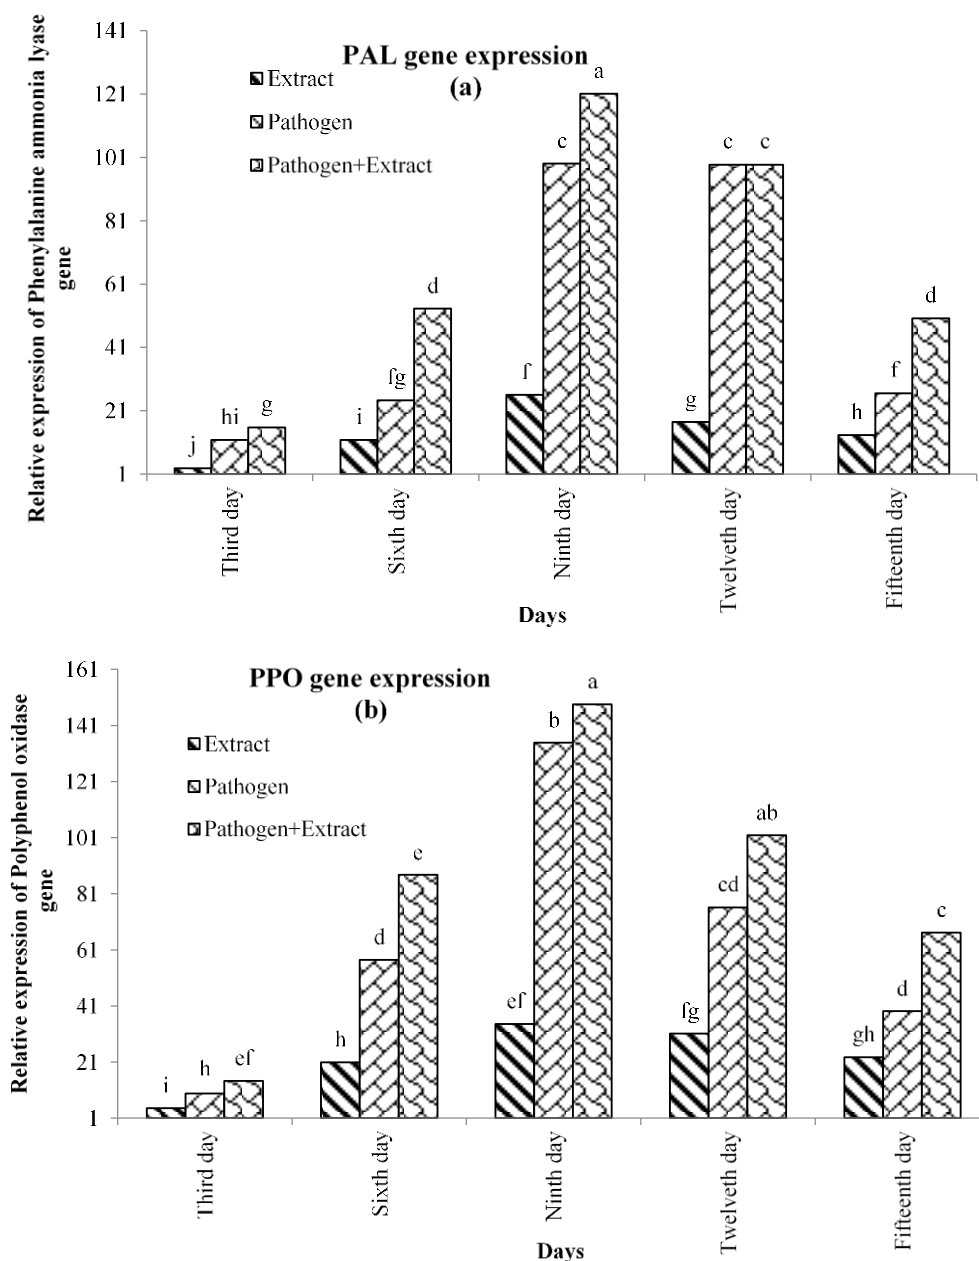 PAL gene expression
(a)
Relative expression of Phenylalanine ammonia lyase
gene
141
121
101
81
61
41
21
1
Extract
Pathogen
Pathogen+Extract
j
hi
g
i
fg
d
f
c
a
g
c
c
h
f
d
Third day
Sixth day
Ninth day
Twelveth day
Fifteenth day
Days
PPO gene expression
(b)
Relative expression of Polyphenol oxidase
gene
161
141
121
101
81
61
41
21
1
Extract
Pathogen
Pathogen+Extract
i
h
ef
h
d
e
ef
b
a
fg
cd
ab
gh
d
c
Third day
Sixth day
Ninth day
Twelveth day
Fifteenth day
Days